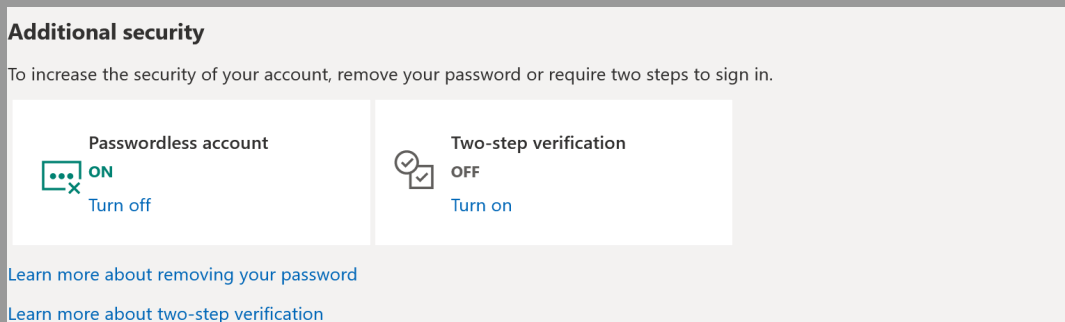 Additional security
To increase the security of your account, remove your password or require two steps to sign in.
Passwordless account
ON
Turn off
Two-step verification
OFF
Turn on
Learn more about removing your password
Learn more about two-step verification